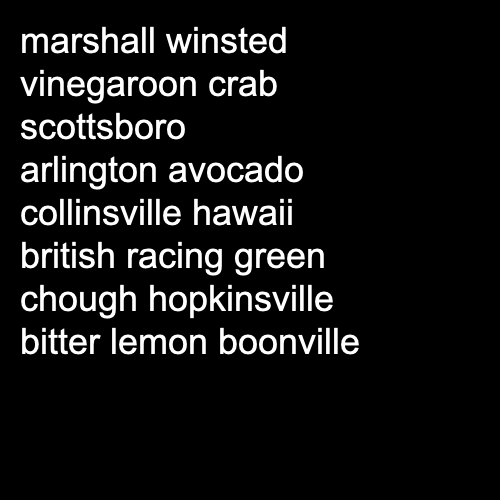 marshall winsted
vinegaroon crab
scottsboro
arlington avocado
collinsville hawaii
british racing green
chough hopkinsville
bitter lemon boonville